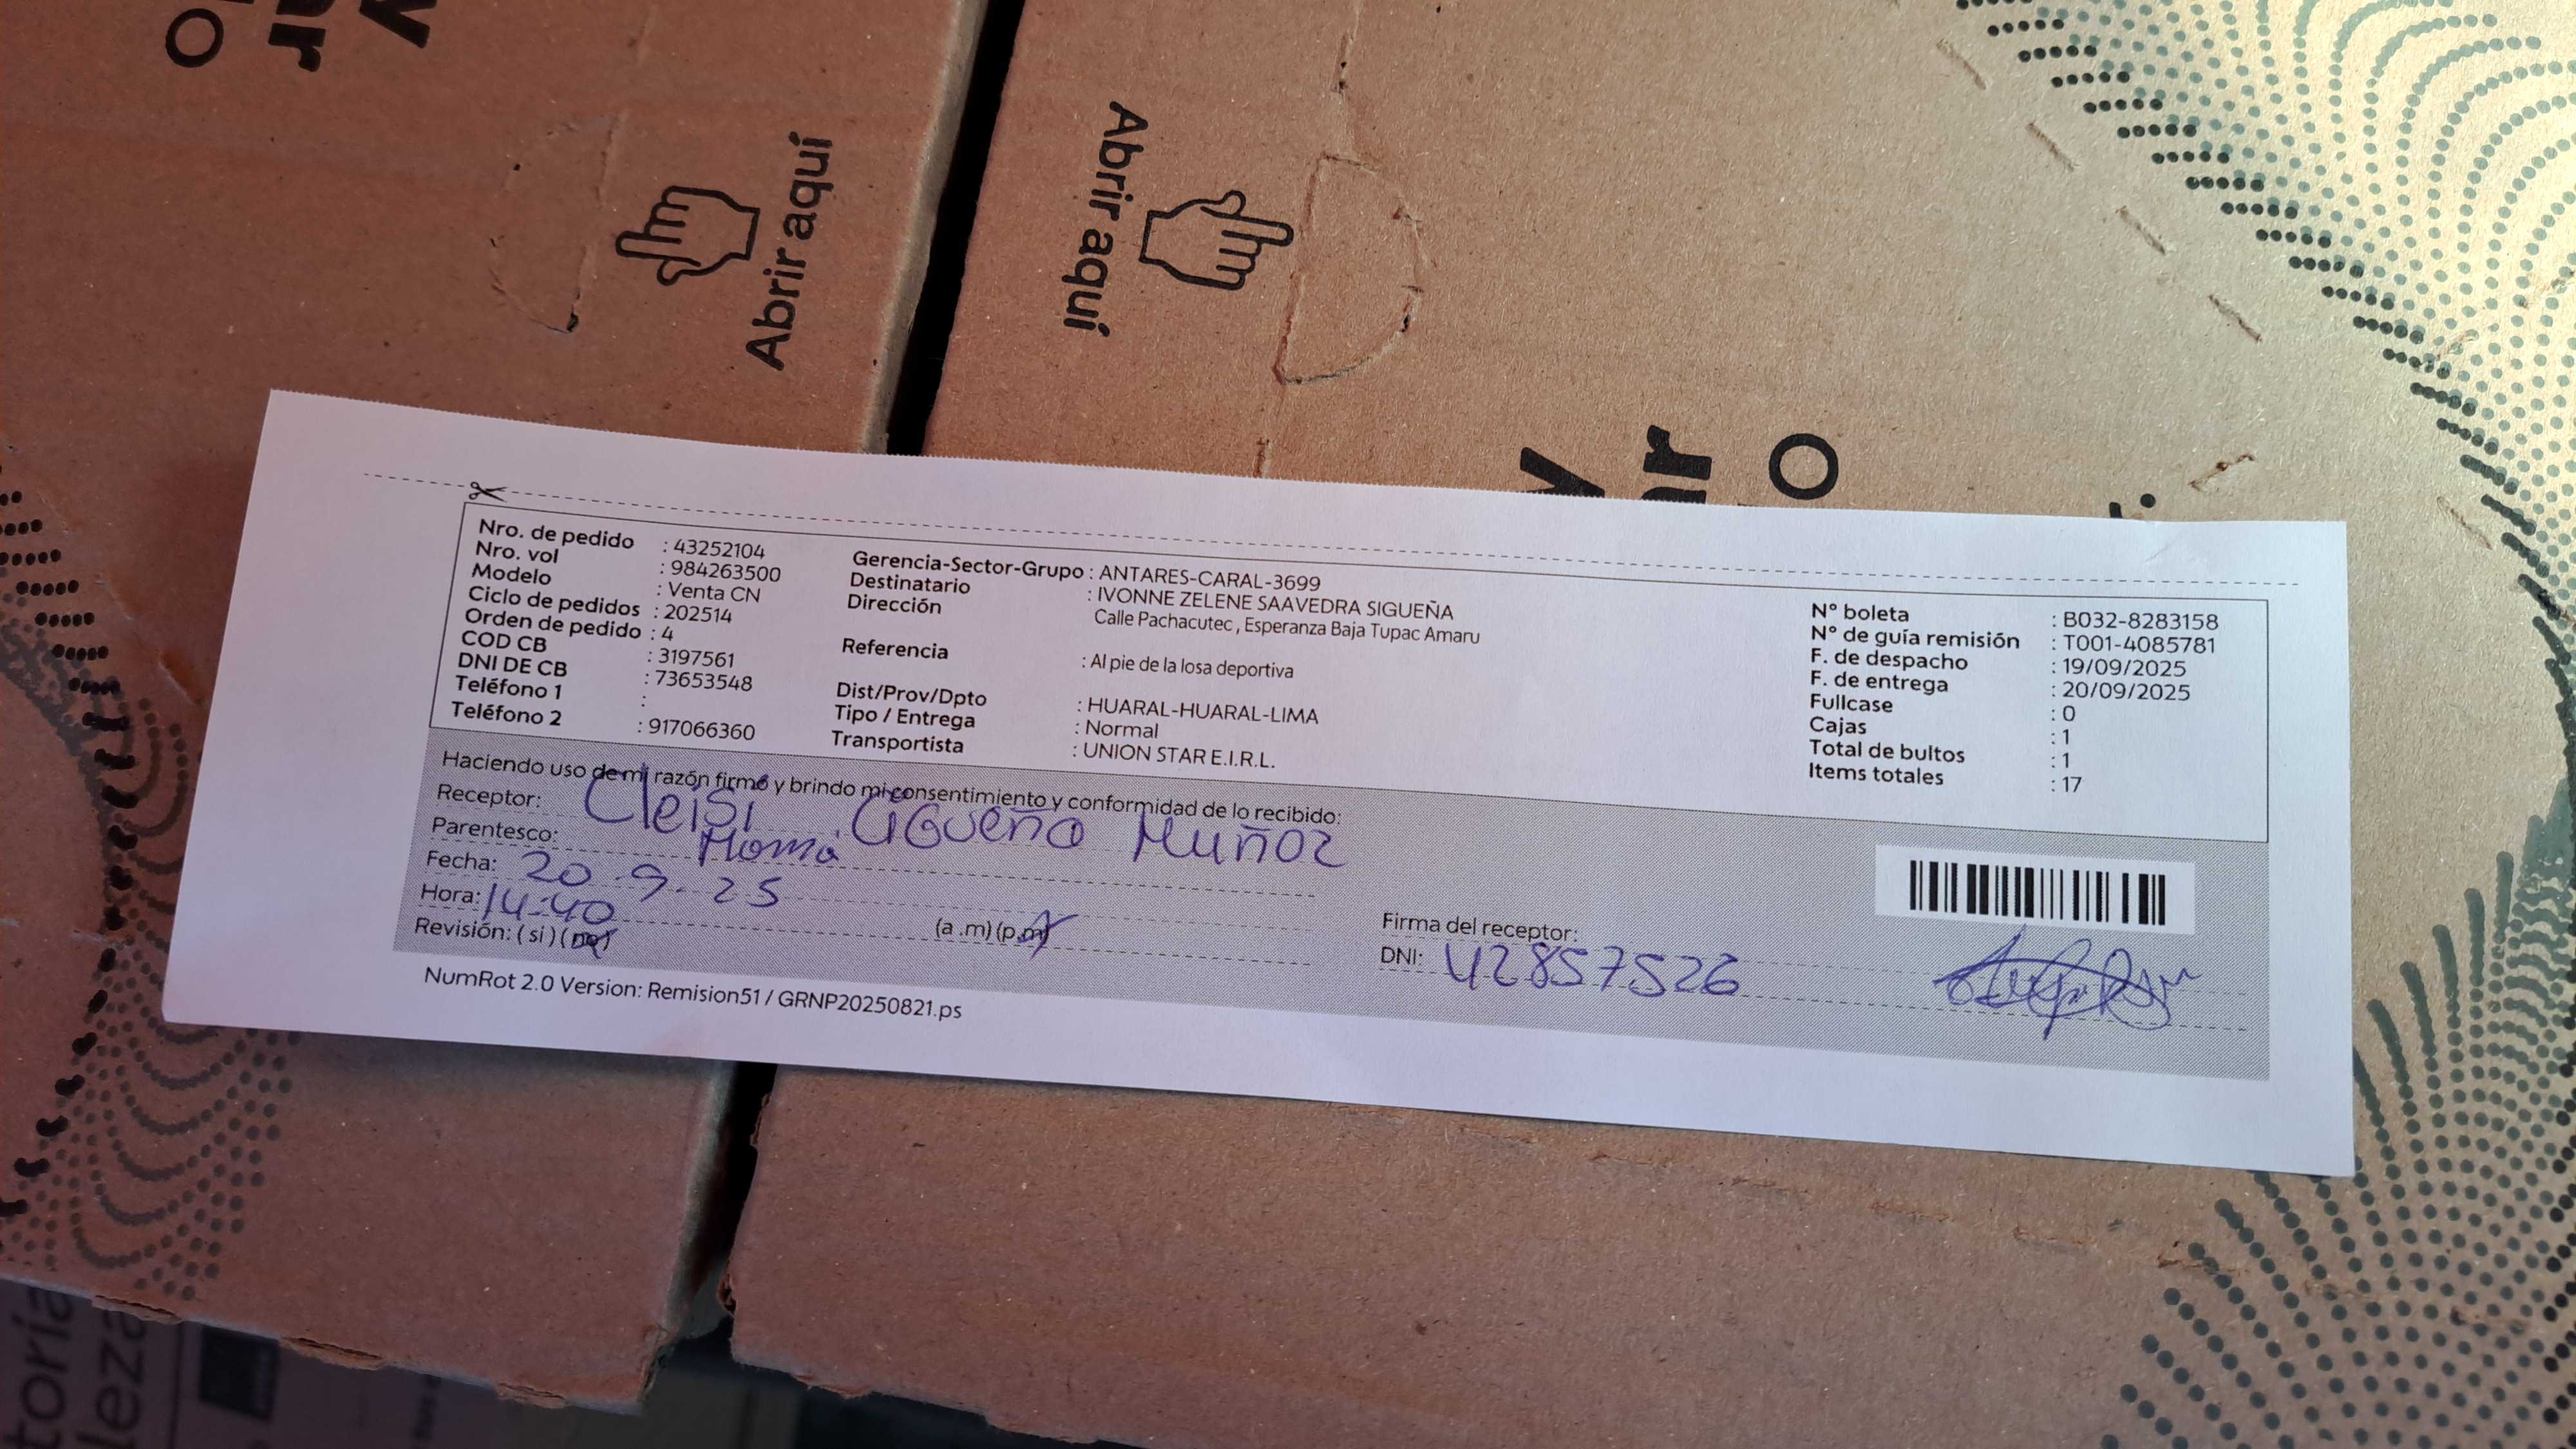 Abrir aquí
Abrir aquí
Nro. de pedido : 43252104
Nro. vol : 984263500
Modelo : Venta CN
Ciclo de pedidos : 202514
Orden de pedido : 4
COD CB : 3197561
DNI DE CB : 73653548
Teléfono 1 :
Teléfono 2 : 917066360
Gerencia-Sector-Grupo : ANTARES-CARAL-3699
Destinatario : IVONNE ZELENE SAAVEDRA SIGUEÑA
Dirección Calle Pachacutec , Esperanza Baja Tupac Amaru
Referencia : Al pie de la losa deportiva
Dist/Prov/Dpto : HUARAL-HUARAL-LIMA
Tipo / Entrega : Normal
Transportista : UNION STAR E.I.R.L.
N° boleta : B032-8283158
N° de guía remisión : T001-4085781
F. de despacho : 19/09/2025
F. de entrega : 20/09/2025
Fullcase : 0
Cajas : 1
Total de bultos : 1
Items totales : 17
Haciendo uso de mi razón firmo y brindo mi consentimiento y conformidad de lo recibido:
Receptor: Cleisi Cigueña Muñoz
Parentesco: Mama
Fecha: 20-9-25
Hora: 14:40 (a .m) (p.m)
Revisión: ( si ) (no)
Firma del receptor:
DNI: 42857526
NumRot 2.0 Version: Remision51 / GRNP20250821.ps